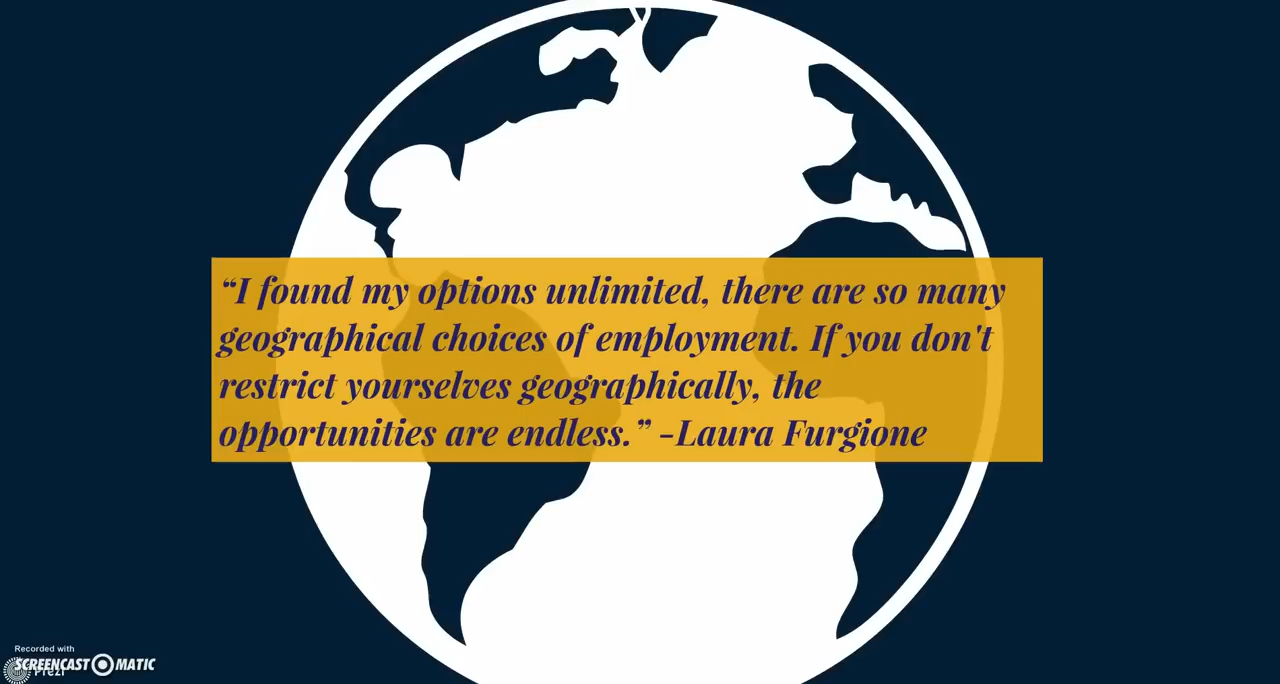 “I found my options unlimited, there are so many
geographical choices of employment. If you don't
restrict yourselves geographically, the
opportunities are endless.” -Laura Furgione
Recorded with
SCREENCAST MATIC
Prezi